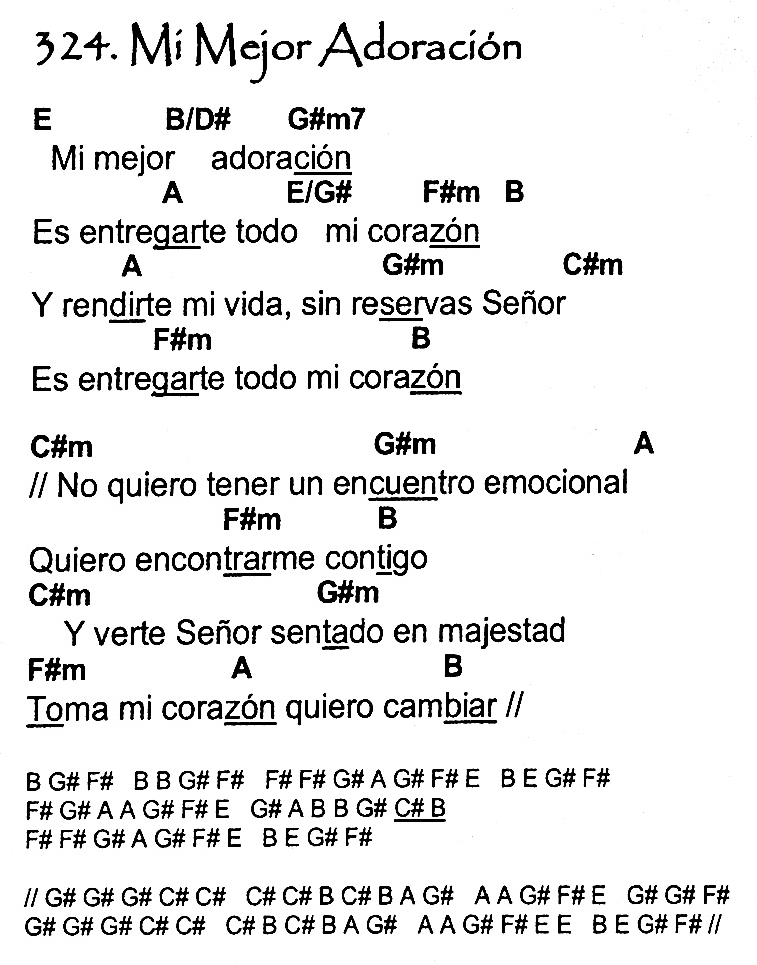 324. Mi Mejor Adoración
E B/D# G#m7
Mi mejor adoración
A E/G# F#m B
Es entregarte todo mi corazón
A G#m C#m
Y rendirte mi vida, sin reservas Señor
F#m B
Es entregarte todo mi corazón
C#m G#m A
// No quiero tener un encuentro emocional
F#m B
Quiero encontrarme contigo
C#m G#m
Y verte Señor sentado en majestad
F#m A B
Toma mi corazón quiero cambiar //
B G# F# B B G# F# F# F# G# A G# F# E B E G# F#
F# G# A A G# F# E G# A B B G# C# B
F# F# G# A G# F# E B E G# F#
// G# G# G# C# C# C# C# B C# B A G# A A G# F# E G# G# F#
G# G# G# C# C# C# B C# B A G# A A G# F# E E B E G# F# //